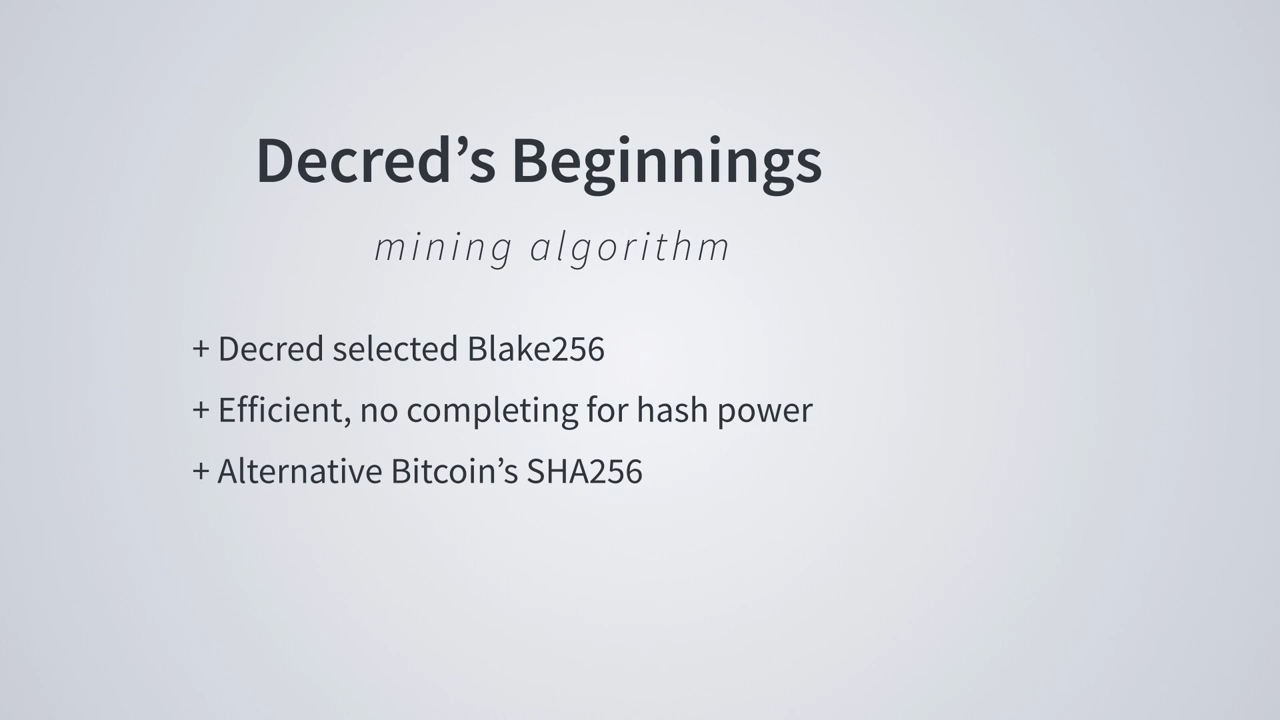 Decred’s Beginnings
mining algorithm
+ Decred selected Blake256
+ Efficient, no completing for hash power
+ Alternative Bitcoin’s SHA256